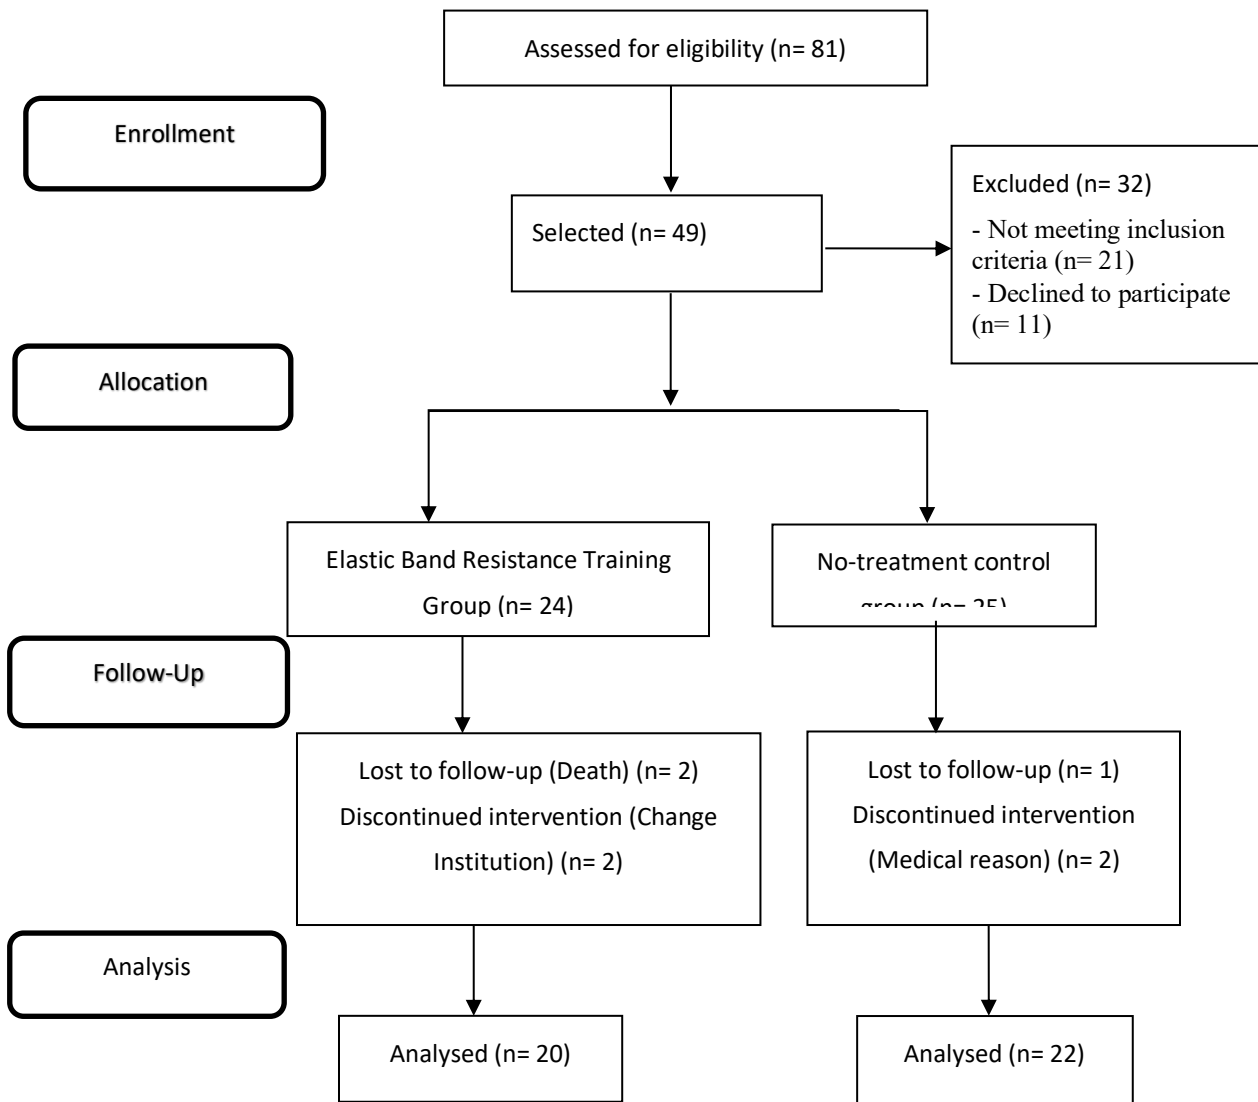 Assessed for eligibility (n= 81)
Enrollment
Excluded (n= 32)
- Not meeting inclusion
criteria (n= 21)
- Declined to participate
(n= 11)
Selected (n= 49)
Allocation
Elastic Band Resistance Training
Group (n= 24)
No-treatment control
group (n= 25)
Follow-Up
Lost to follow-up (Death) (n= 2)
Discontinued intervention (Change
Institution) (n= 2)
Lost to follow-up (n= 1)
Discontinued intervention
(Medical reason) (n= 2)
Analysis
Analysed (n= 20)
Analysed (n= 22)